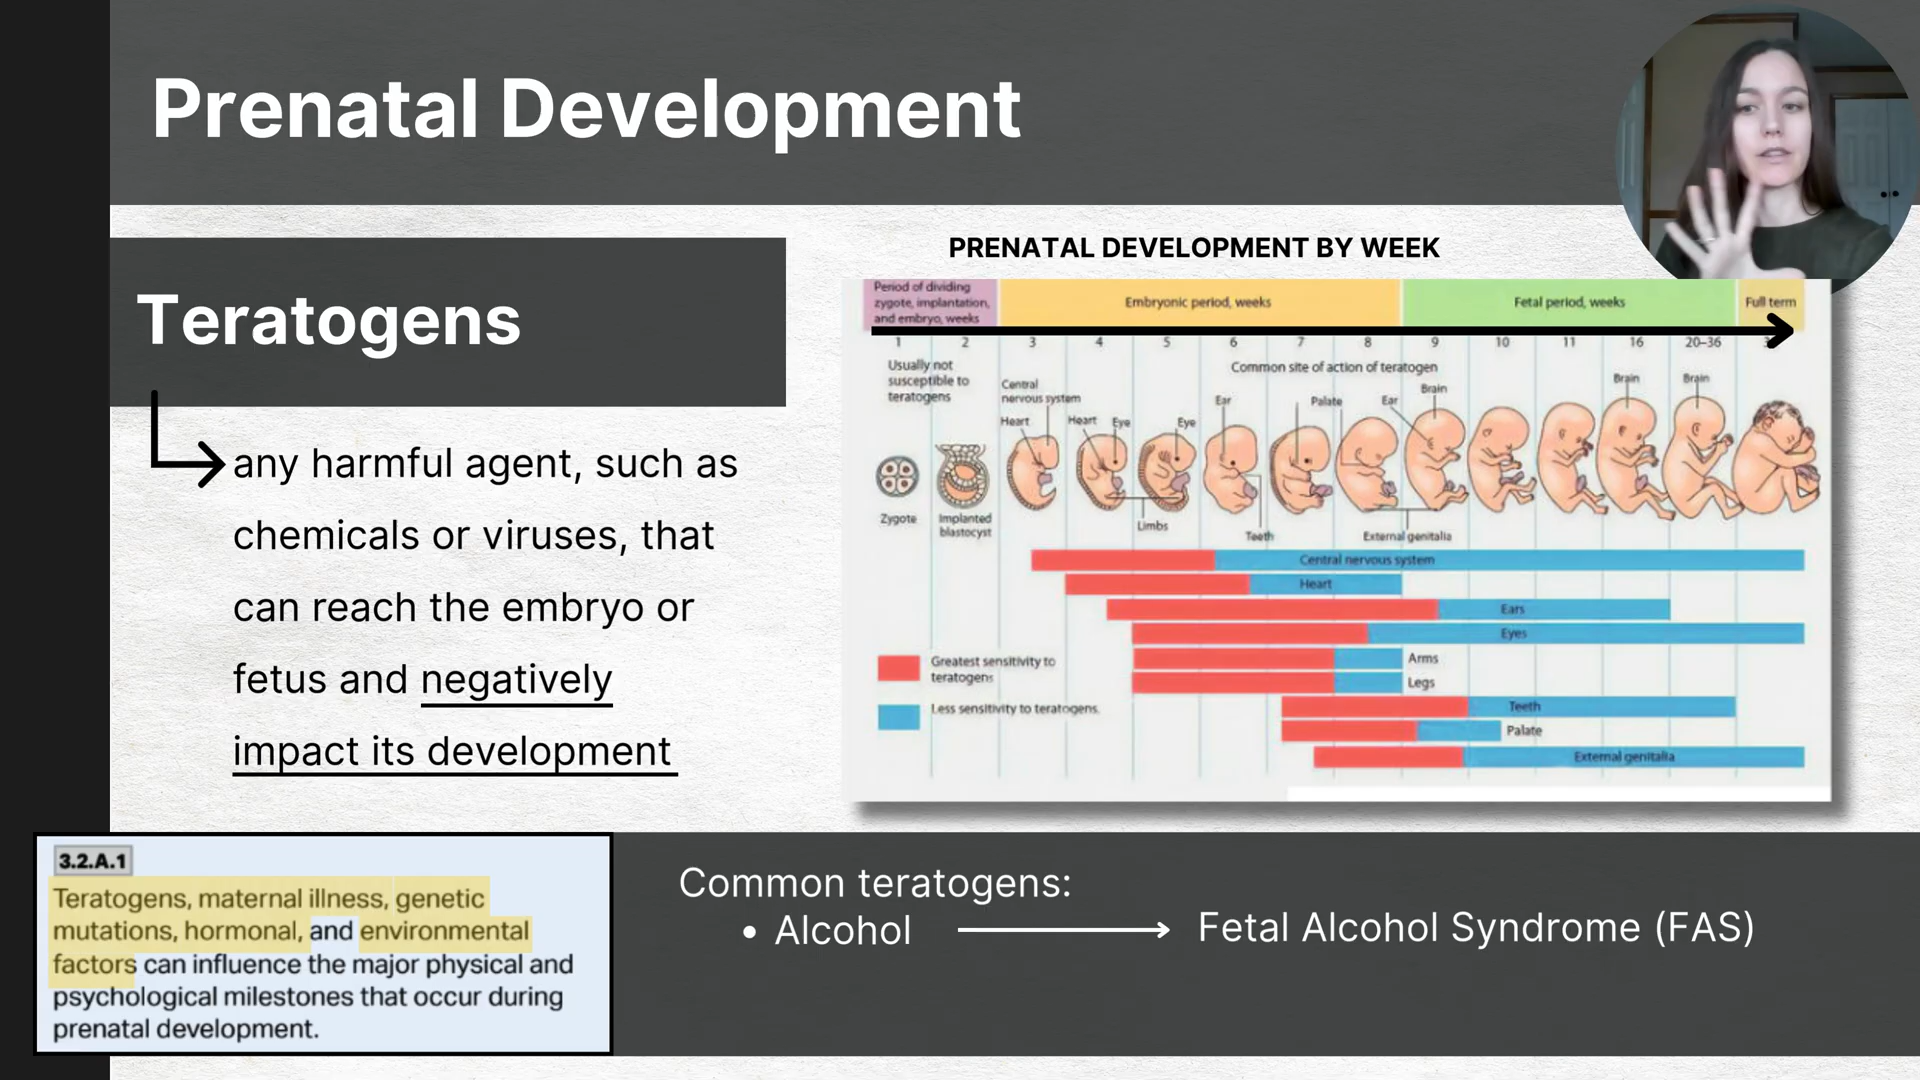 Prenatal Development
Teratogens
any harmful agent, such as
chemicals or viruses, that
can reach the embryo or
fetus and negatively
impact its development
PRENATAL DEVELOPMENT BY WEEK
Period of dividing
zygote, implantation,
and embryo, weeks
Embryonic period, weeks
Fetal period, weeks
Full term
1 2 3 4 5 6 7 8 9 10 11 16 20–36
Usually not
susceptible to
teratogens
Common site of action of teratogen
Central
nervous system
Heart
Heart
Eye
Eye
Ear
Palate
Ear
Brain
Brain
Brain
Zygote
Implanted
blastocyst
Limbs
Teeth
External genitalia
Central nervous system
Heart
Ears
Eyes
Arms
Legs
Teeth
Palate
External genitalia
Greatest sensitivity to
teratogens
Less sensitivity to teratogens.
3.2.A.1
Teratogens, maternal illness, genetic
mutations, hormonal, and environmental
factors can influence the major physical and
psychological milestones that occur during
prenatal development.
Common teratogens:
• Alcohol
Fetal Alcohol Syndrome (FAS)